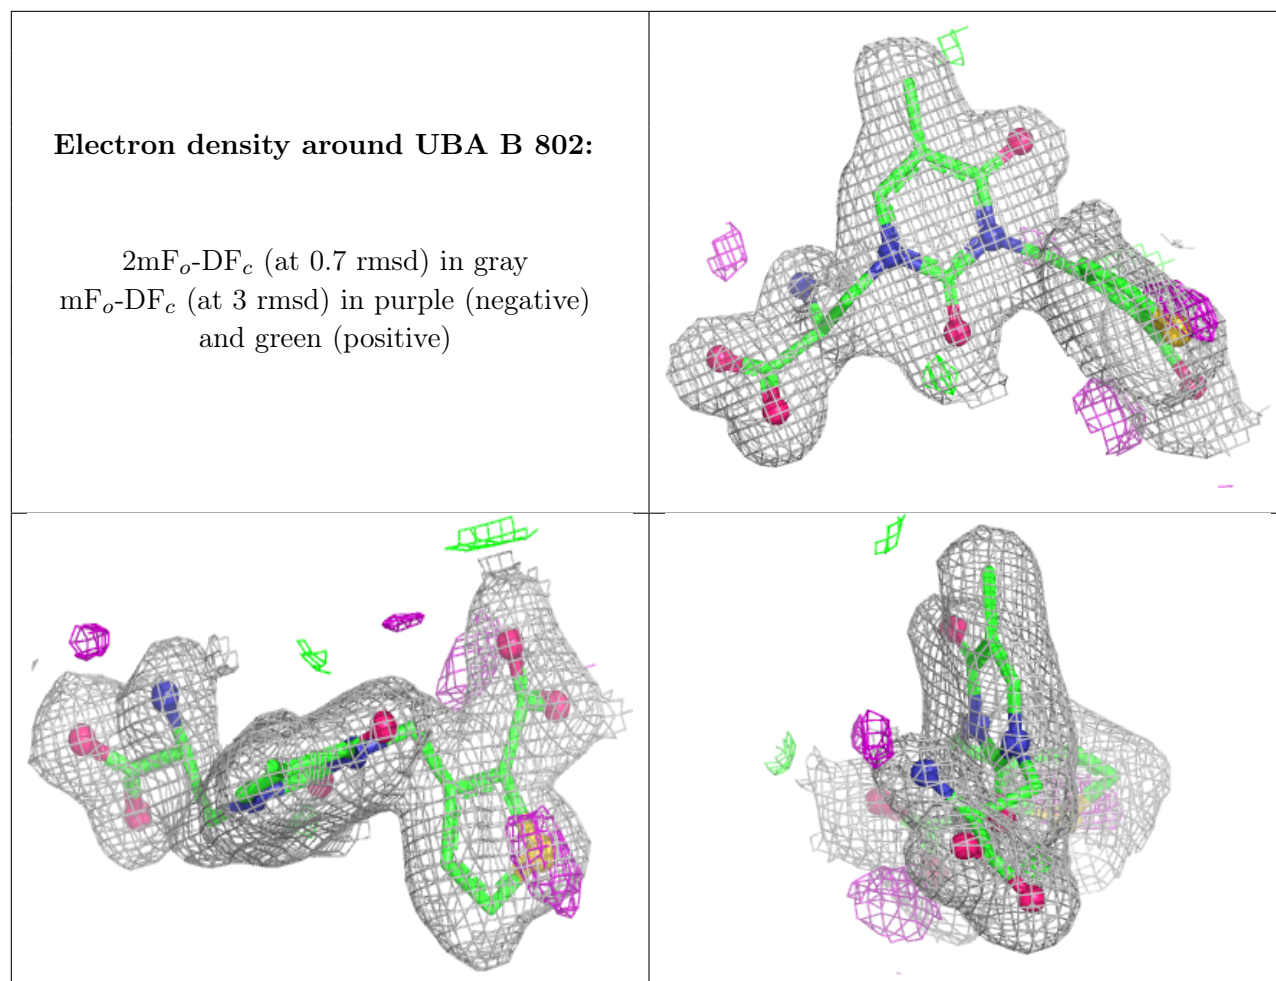 Electron density around UBA B 802:
2mFₒ-DF𝒸 (at 0.7 rmsd) in gray
mFₒ-DF𝒸 (at 3 rmsd) in purple (negative)
and green (positive)